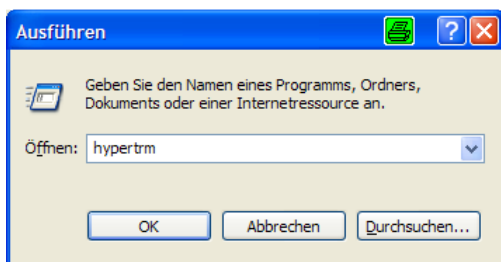 Ausführen
Geben Sie den Namen eines Programms, Ordners,
Dokuments oder einer Internetressource an.
Öffnen: hypertrm
OK Abbrechen Durchsuchen...